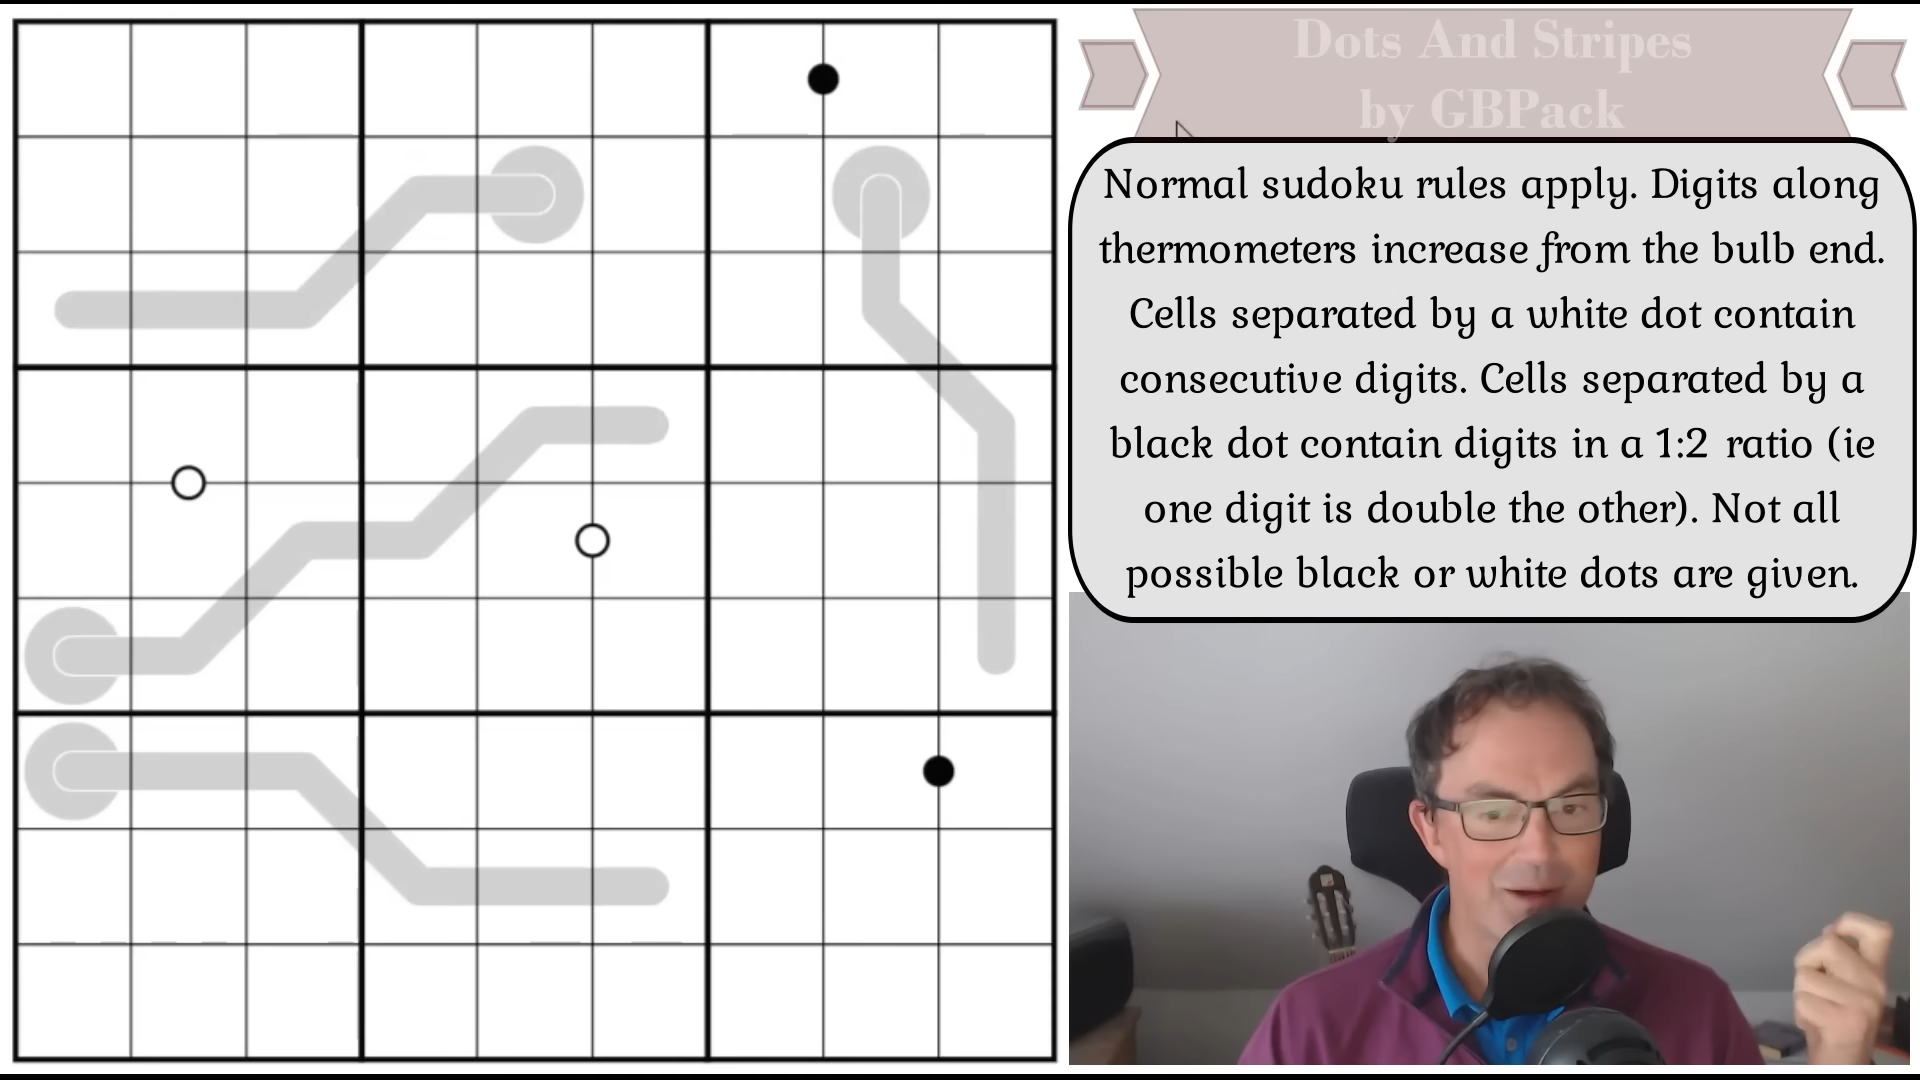 Dots And Stripes
by GBPack
Normal sudoku rules apply. Digits along
thermometers increase from the bulb end.
Cells separated by a white dot contain
consecutive digits. Cells separated by a
black dot contain digits in a 1:2 ratio (ie
one digit is double the other). Not all
possible black or white dots are given.